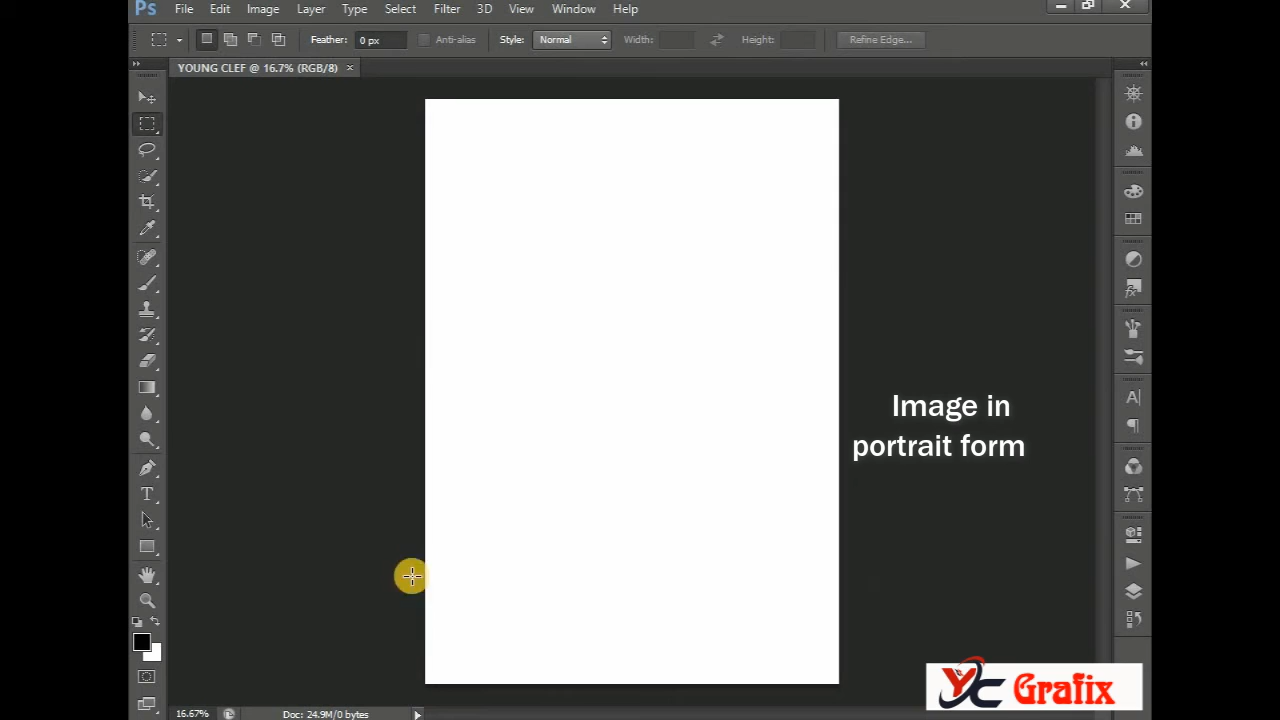 Ps File Edit Image Layer Type Select Filter 3D View Window Help
Feather: 0 px Anti-alias Style: Normal Width: Height: Refine Edge...
YOUNG CLEF @ 16.7% (RGB/8) ×
Image in
portrait form
YC Grafix
16.67% Doc: 24.9M/0 bytes